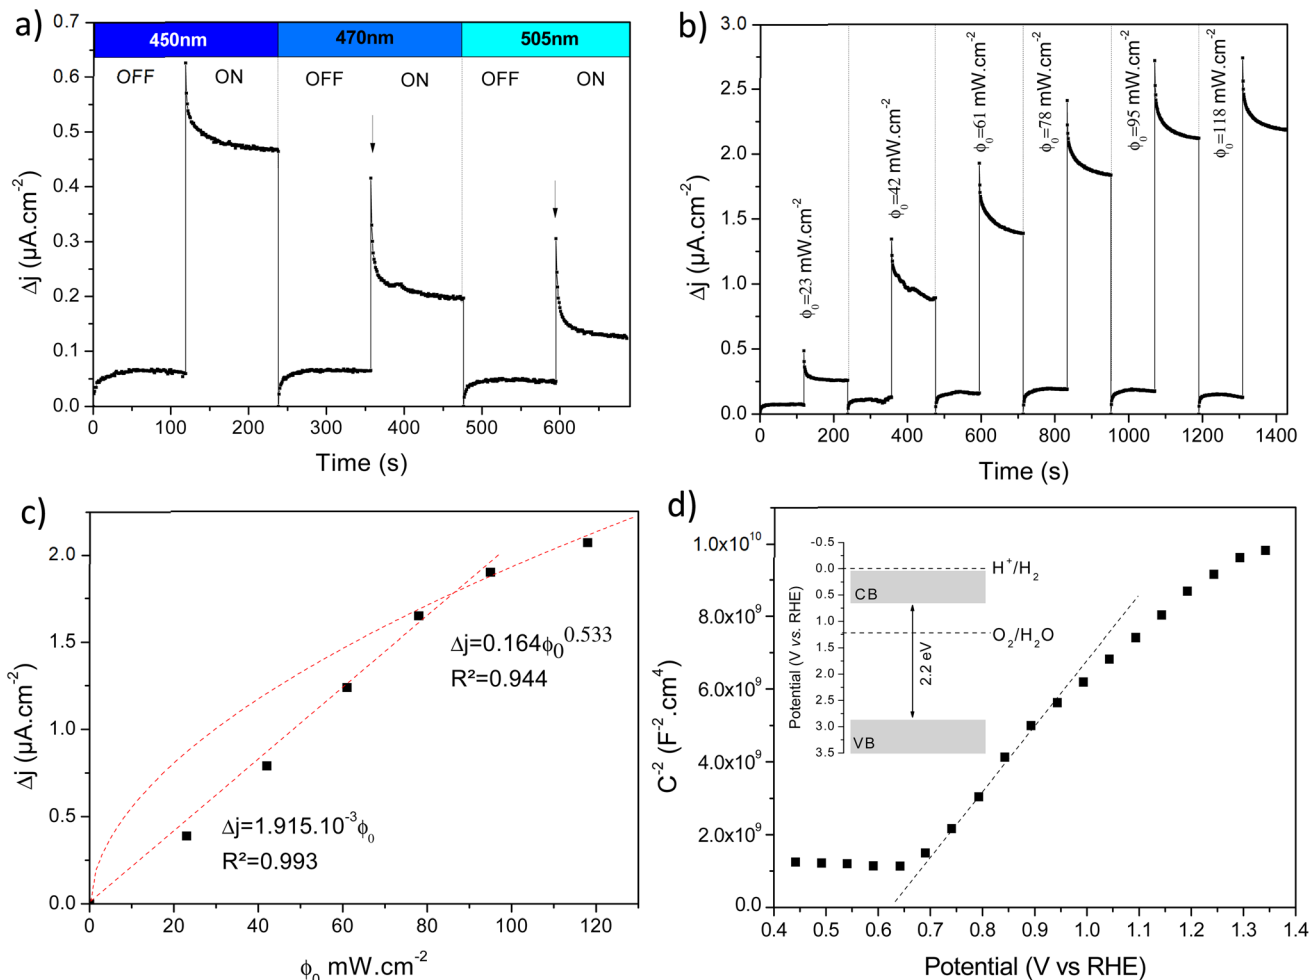 a)
450nm
470nm
505nm
OFF
ON
OFF
ON
OFF
ON
0.7
0.6
0.5
0.4
0.3
0.2
0.1
0.0
Δj (µA.cm⁻²)
0
100
200
300
400
500
600
Time (s)
b)
3.0
2.5
2.0
1.5
1.0
0.5
0.0
Δj (µA.cm⁻²)
ϕ₀=23 mW.cm⁻²
ϕ₀=42 mW.cm⁻²
ϕ₀=61 mW.cm⁻²
ϕ₀=78 mW.cm⁻²
ϕ₀=95 mW.cm⁻²
ϕ₀=118 mW.cm⁻²
0
200
400
600
800
1000
1200
1400
Time (s)
c)
2.0
1.5
1.0
0.5
0.0
Δj (µA.cm⁻²)
Δj=0.164ϕ₀^0.533
R²=0.944
Δj=1.915.10⁻³ϕ₀
R²=0.993
0
20
40
60
80
100
120
ϕ₀ mW.cm⁻²
d)
1.0x10¹⁰
8.0x10⁹
6.0x10⁹
4.0x10⁹
2.0x10⁹
0.0
C⁻² (F⁻².cm⁴)
-0.5
0.0
0.5
1.0
1.5
2.0
2.5
3.0
3.5
Potential (V vs. RHE)
H⁺/H₂
CB
O₂/H₂O
2.2 eV
VB
0.4
0.5
0.6
0.7
0.8
0.9
1.0
1.1
1.2
1.3
1.4
Potential (V vs RHE)